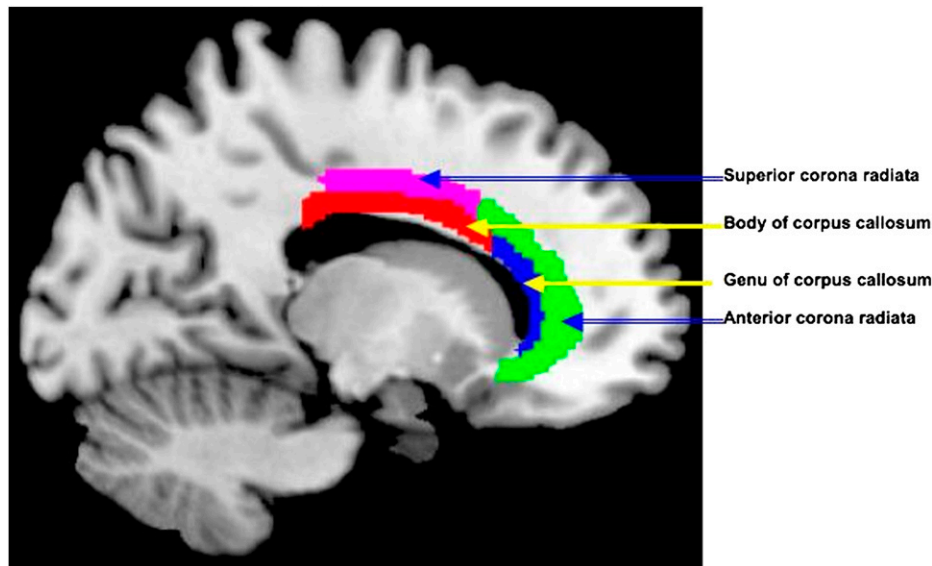 Superior corona radiata
Body of corpus callosum
Genu of corpus callosum
Anterior corona radiata